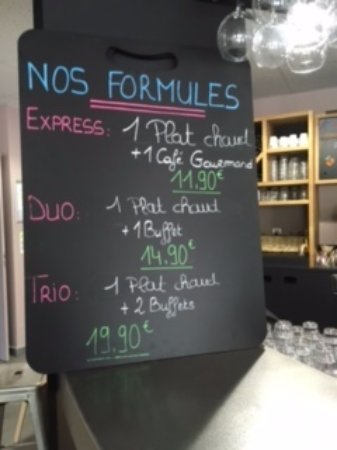 NOS FORMULES
EXPRESS: 1 Plat chaud
+1 Café Gourmand
11.90€
DUO: 1 Plat chaud
+1 Buffet
14.90€
TRIO: 1 Plat chaud
+2 Buffets
19.90€